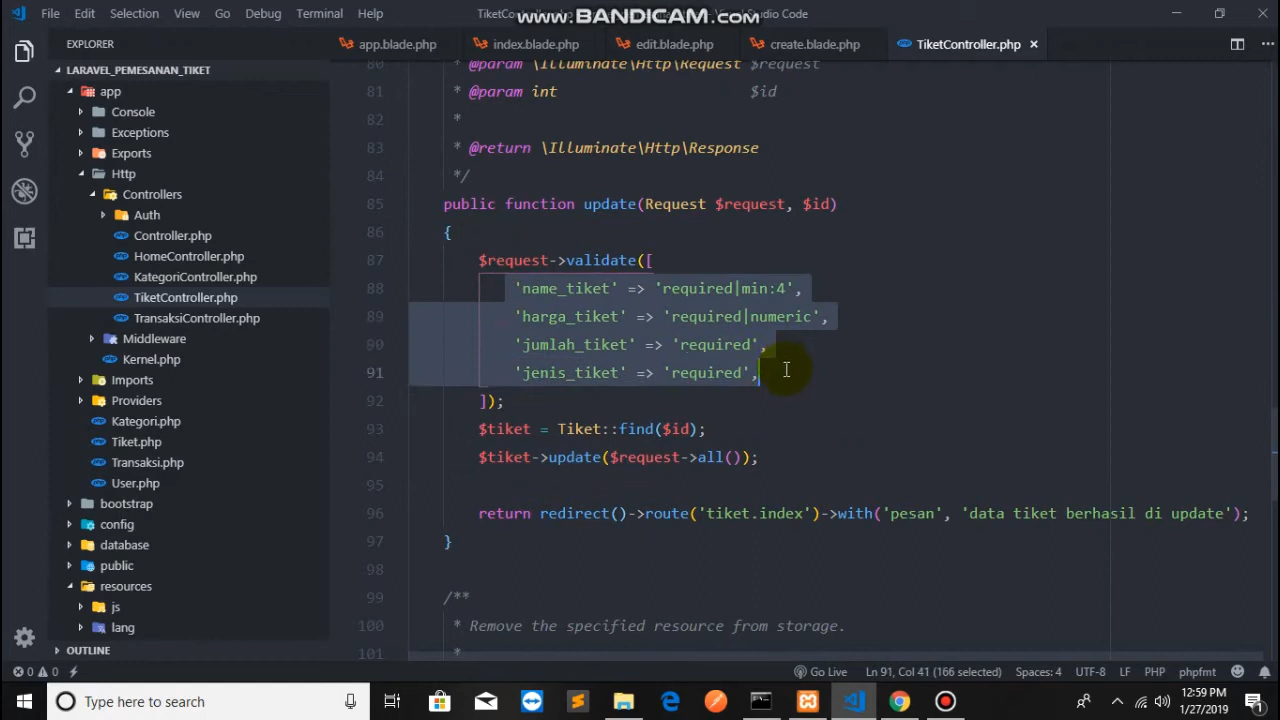 File Edit Selection View Go Debug Terminal Help
TiketController.php
www.BANDICAM.com
Studio Code
EXPLORER
app.blade.php
index.blade.php
edit.blade.php
create.blade.php
TiketController.php
LARAVEL_PEMESANAN_TIKET
app
Console
Exceptions
Exports
Http
Controllers
Auth
Controller.php
HomeController.php
KategoriController.php
TiketController.php
TransaksiController.php
Middleware
Kernel.php
Imports
Providers
Kategori.php
Tiket.php
Transaksi.php
User.php
bootstrap
config
database
public
resources
js
lang
OUTLINE
80 * @param \Illuminate\Http\Request $request
81 * @param int $id
82 *
83 * @return \Illuminate\Http\Response
84 */
85 public function update(Request $request, $id)
86 {
87 $request->validate([
88 'name_tiket' => 'required|min:4',
89 'harga_tiket' => 'required|numeric',
90 'jumlah_tiket' => 'required',
91 'jenis_tiket' => 'required',
92 ]);
93 $tiket = Tiket::find($id);
94 $tiket->update($request->all());
95
96 return redirect()->route('tiket.index')->with('pesan', 'data tiket berhasil di update');
97 }
98
99 /**
100 * Remove the specified resource from storage.
101 *
0 0 Go Live Ln 91, Col 41 (166 selected) Spaces: 4 UTF-8 LF PHP phpfmt
Type here to search
12:59 PM
1/27/2019